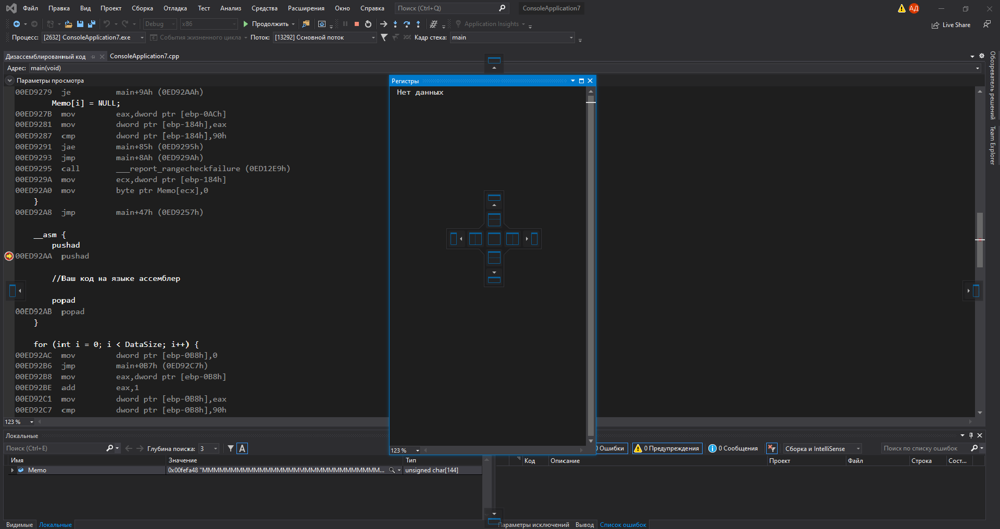 Файл Правка Вид Проект Сборка Отладка Тест Анализ Средства Расширения Окно Справка Поиск (Ctrl+Q) ConsoleApplication7 АД
Debug x86 Продолжить Application Insights Live Share
Процесс: [2632] ConsoleApplication7.exe События жизненного цикла Поток: [13292] Основной поток Кадр стека: main
Дизассемблированный код ConsoleApplication7.cpp
Адрес: main(void)
Параметры просмотра
00ED9279 je main+9Ah (0ED92AAh)
Memo[i] = NULL;
00ED927B mov eax,dword ptr [ebp-0ACh]
00ED9281 mov dword ptr [ebp-184h],eax
00ED9287 cmp dword ptr [ebp-184h],90h
00ED9291 jae main+85h (0ED9295h)
00ED9293 jmp main+8Ah (0ED929Ah)
00ED9295 call ___report_rangecheckfailure (0ED12E9h)
00ED929A mov ecx,dword ptr [ebp-184h]
00ED92A0 mov byte ptr Memo[ecx],0
}
00ED92A8 jmp main+47h (0ED9257h)
__asm {
pushad
00ED92AA pushad
//Ваш код на языке ассемблер
popad
00ED92AB popad
}
for (int i = 0; i < DataSize; i++) {
00ED92AC mov dword ptr [ebp-0B8h],0
00ED92B6 jmp main+0B7h (0ED92C7h)
00ED92B8 mov eax,dword ptr [ebp-0B8h]
00ED92BE add eax,1
00ED92C1 mov dword ptr [ebp-0B8h],eax
00ED92C7 cmp dword ptr [ebp-0B8h],90h
123 %
Регистры
Нет данных
123 %
Обозреватель решений
Team Explorer
Локальные
Поиск (Ctrl+E) Глубина поиска: 3 A
Имя Значение Тип
Memo 0x00fefa48 "MMMMMMMMMMMMMMMMMMMMMMMMMMMMMMM... unsigned char[144]
Видимые Локальные
Ошибки 0 Предупреждения 0 Сообщения Сборка и IntelliSense Поиск по списку ошибок
Код Описание Проект Файл Строка Сост...
Параметры исключений Вывод Список ошибок